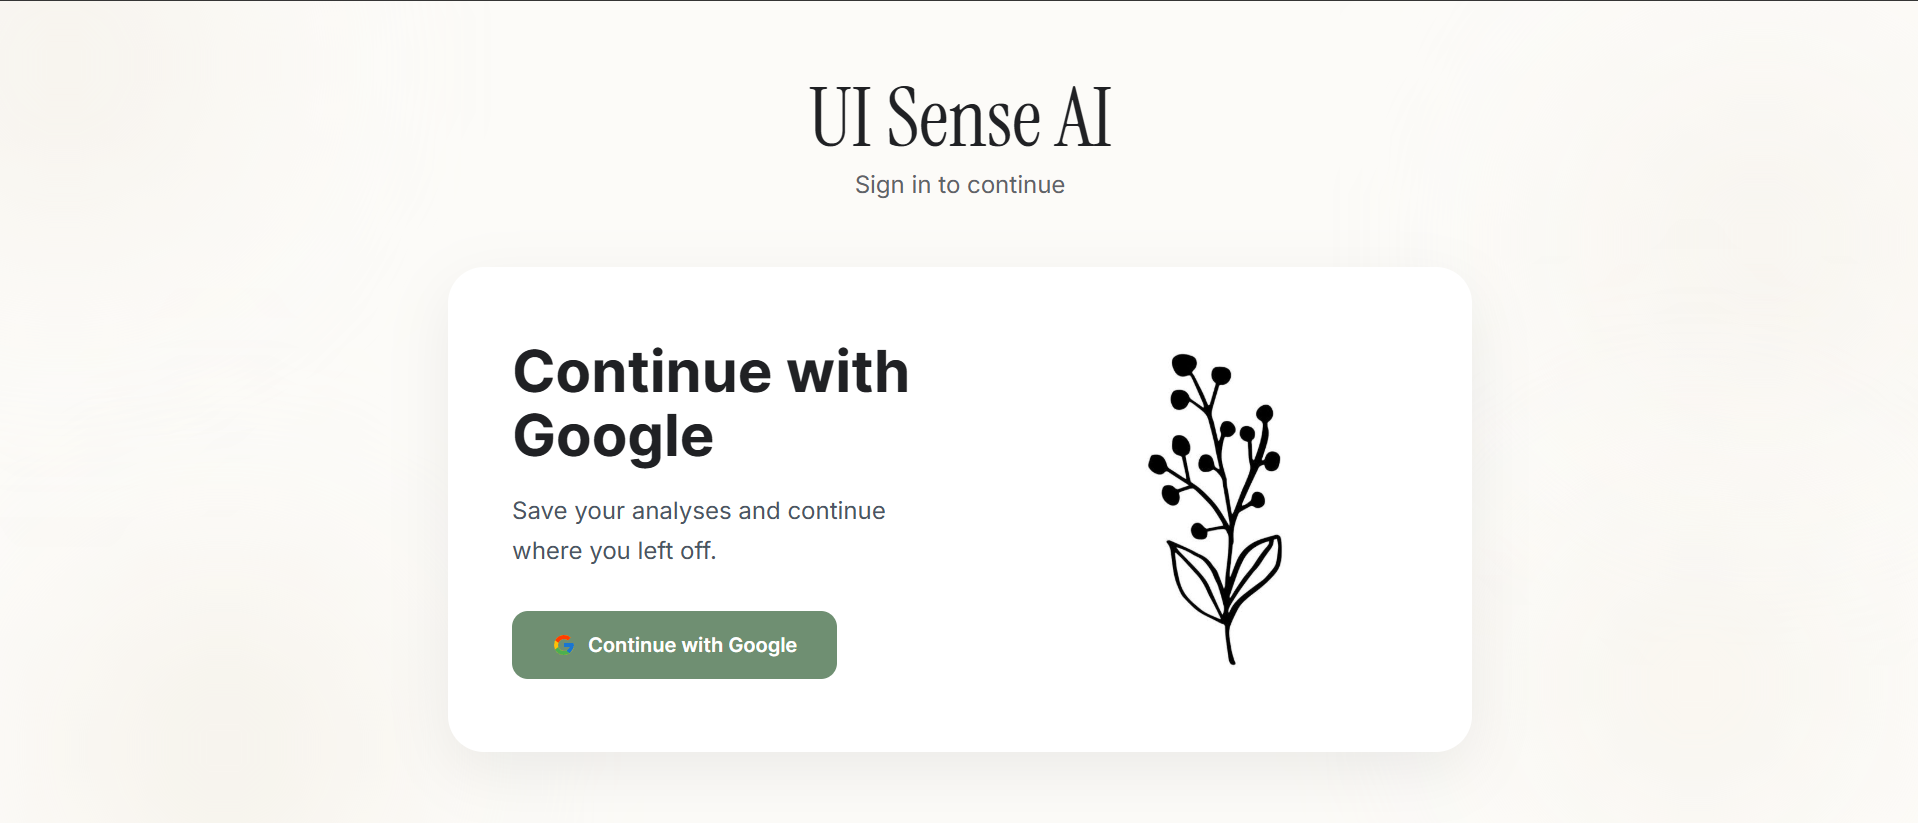 UI Sense AI
Sign in to continue
Continue with
Google
Save your analyses and continue
where you left off.
Continue with Google